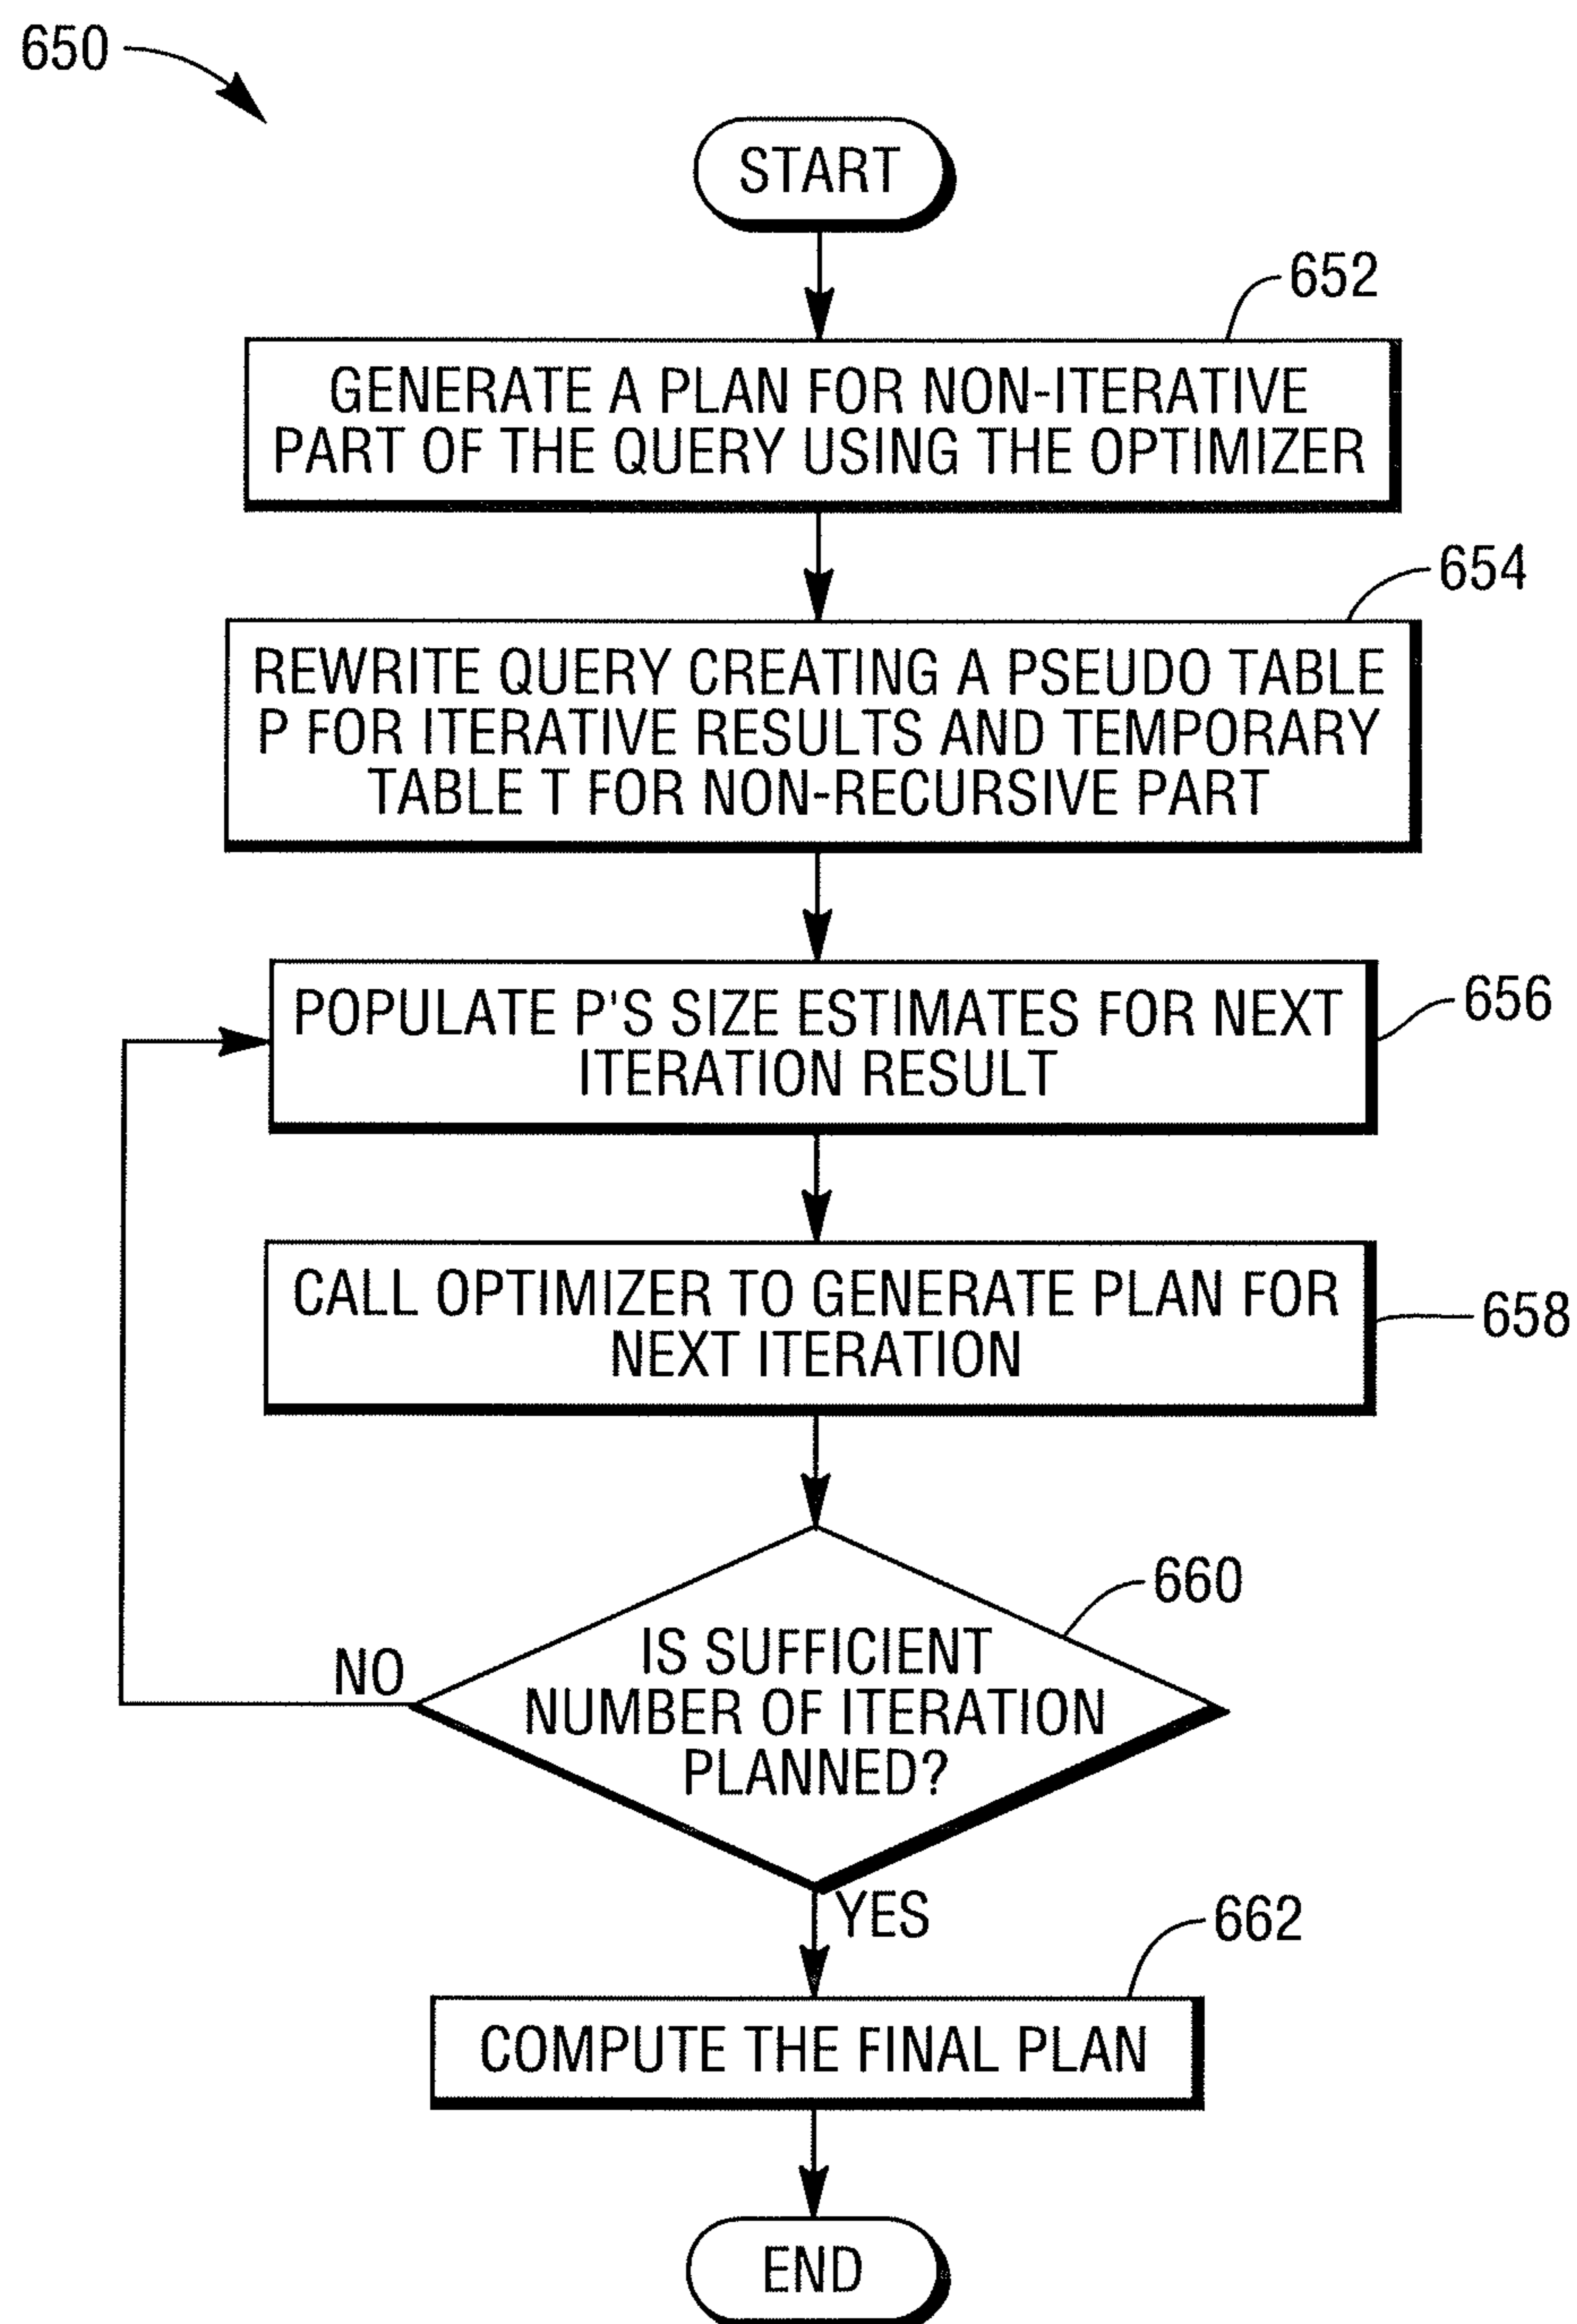 650
START
652
GENERATE A PLAN FOR NON-ITERATIVE
PART OF THE QUERY USING THE OPTIMIZER
654
REWRITE QUERY CREATING A PSEUDO TABLE
P FOR ITERATIVE RESULTS AND TEMPORARY
TABLE T FOR NON-RECURSIVE PART
POPULATE P'S SIZE ESTIMATES FOR NEXT
ITERATION RESULT
656
CALL OPTIMIZER TO GENERATE PLAN FOR
NEXT ITERATION
658
660
IS SUFFICIENT
NUMBER OF ITERATION
PLANNED?
NO
YES
662
COMPUTE THE FINAL PLAN
END